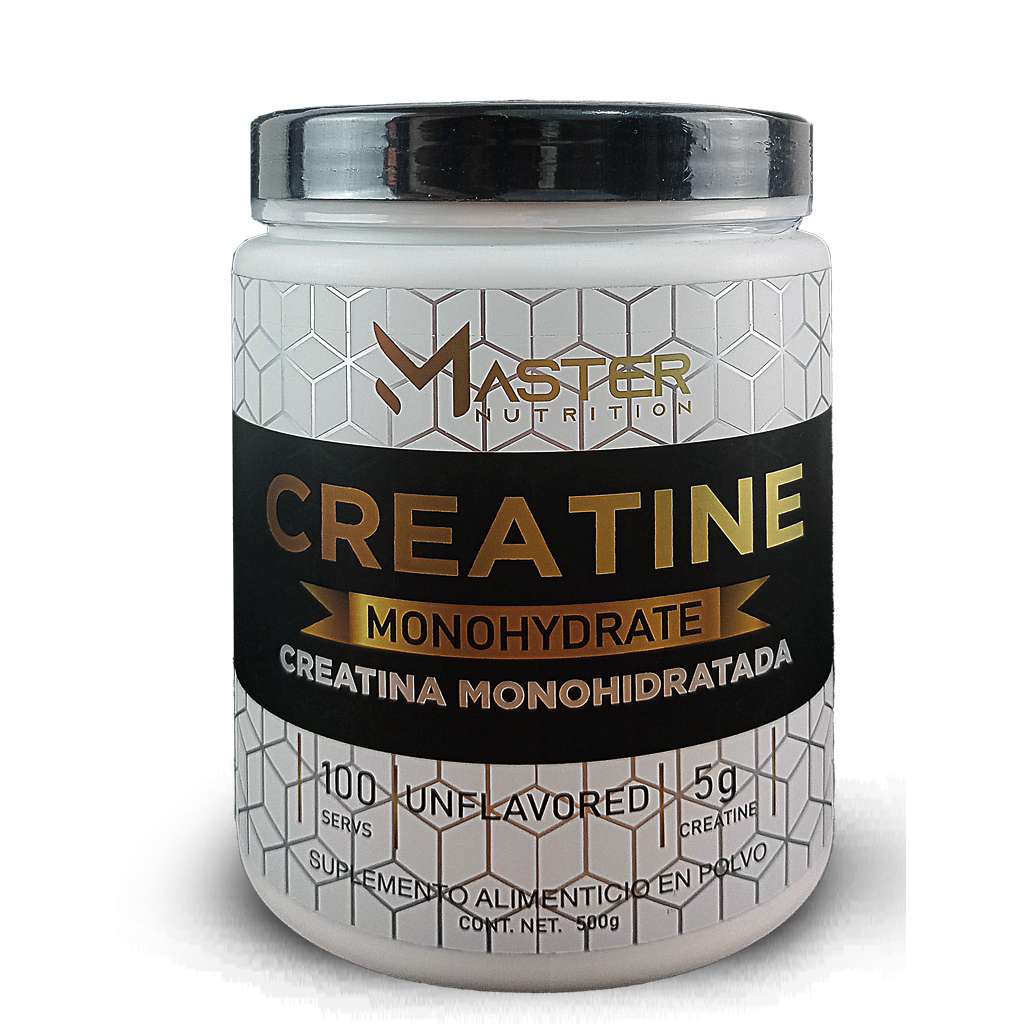 MASTER
NUTRITION
CREATINE
MONOHYDRATE
CREATINA MONOHIDRATADA
100
SERVS
UNFLAVORED
5g
CREATINE
SUPLEMENTO ALIMENTICIO EN POLVO
CONT. NET. 500g